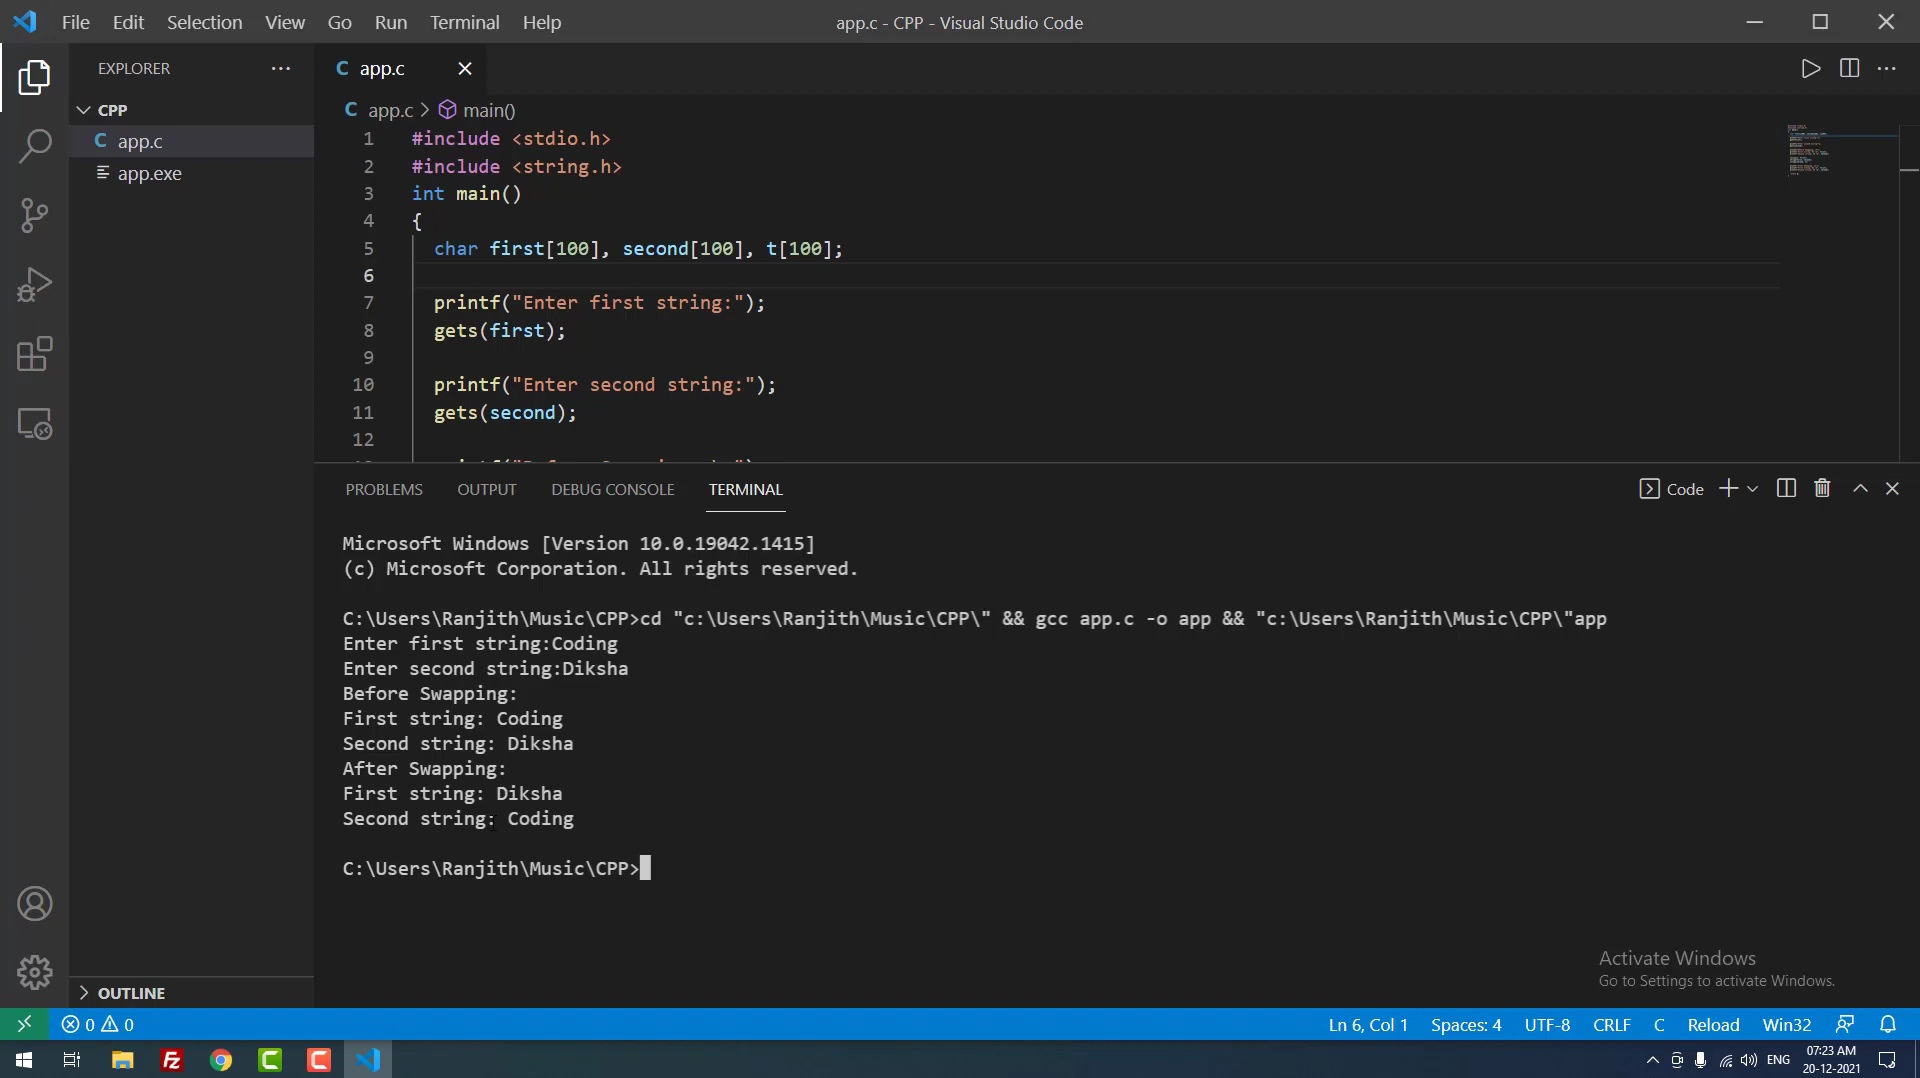 File Edit Selection View Go Run Terminal Help
app.c - CPP - Visual Studio Code
EXPLORER
CPP
C app.c
app.exe
OUTLINE
C app.c
C app.c > main()
1 #include <stdio.h>
2 #include <string.h>
3 int main()
4 {
5 char first[100], second[100], t[100];
6
7 printf("Enter first string:");
8 gets(first);
9
10 printf("Enter second string:");
11 gets(second);
12
PROBLEMS OUTPUT DEBUG CONSOLE TERMINAL
Code
Microsoft Windows [Version 10.0.19042.1415]
(c) Microsoft Corporation. All rights reserved.
C:\Users\Ranjith\Music\CPP>cd "c:\Users\Ranjith\Music\CPP\" && gcc app.c -o app && "c:\Users\Ranjith\Music\CPP\"app
Enter first string:Coding
Enter second string:Diksha
Before Swapping:
First string: Coding
Second string: Diksha
After Swapping:
First string: Diksha
Second string: Coding
C:\Users\Ranjith\Music\CPP>
Activate Windows
Go to Settings to activate Windows.
0 0
Ln 6, Col 1 Spaces: 4 UTF-8 CRLF C Reload Win32
Fz C C
ENG
07:23 AM
20-12-2021